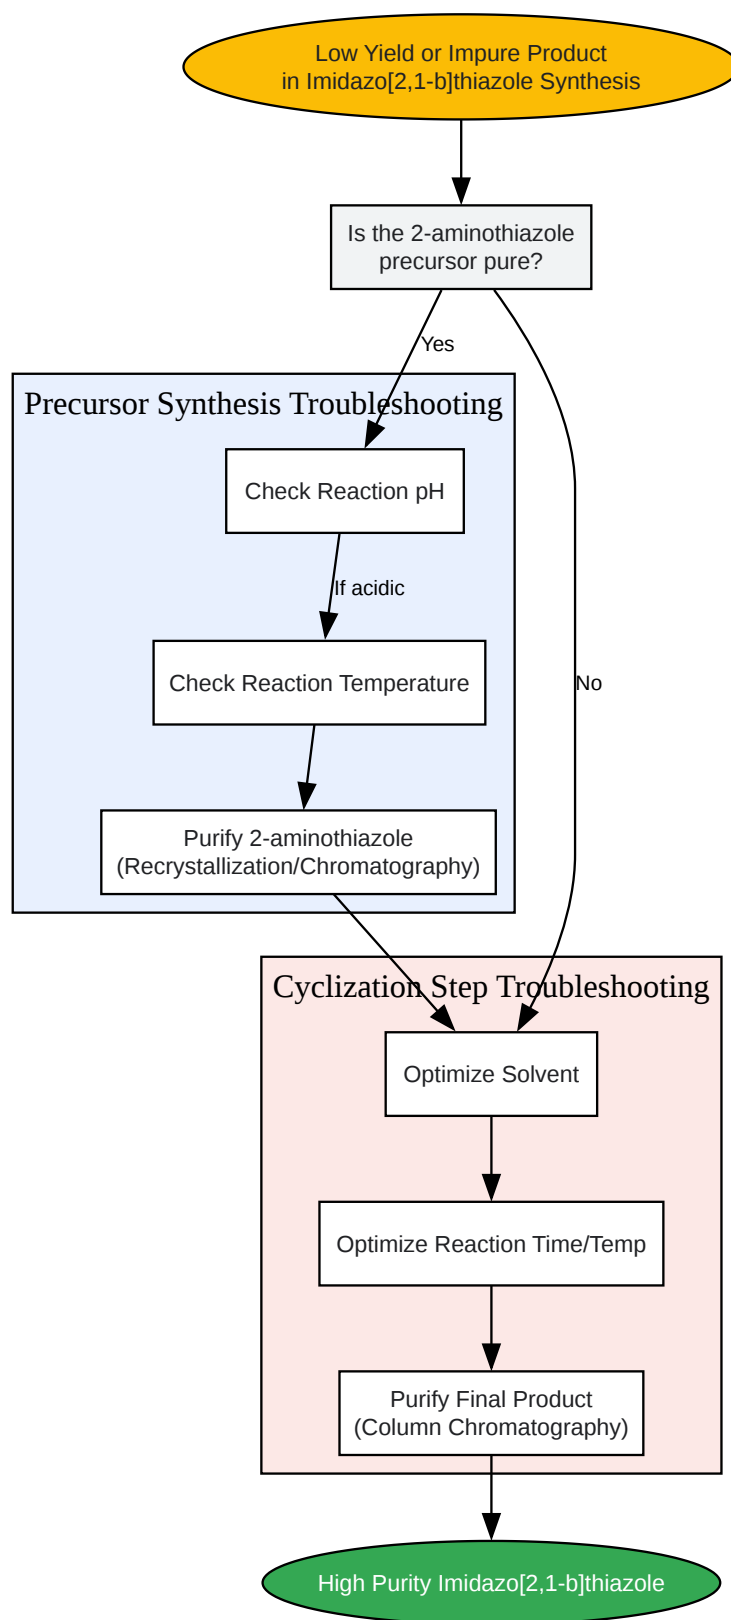 Low Yield or Impure Product
in Imidazo[2,1-b]thiazole Synthesis
Is the 2-aminothiazole
precursor pure?
Yes
Precursor Synthesis Troubleshooting
Check Reaction pH
If acidic
Check Reaction Temperature
No
Purify 2-aminothiazole
(Recrystallization/Chromatography)
Cyclization Step Troubleshooting
Optimize Solvent
Optimize Reaction Time/Temp
Purify Final Product
(Column Chromatography)
High Purity Imidazo[2,1-b]thiazole